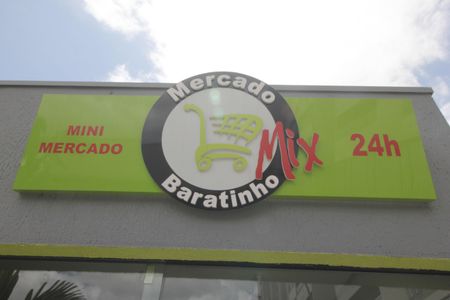 MINI
MERCADO
Mercado
Mix
Baratinho
24h